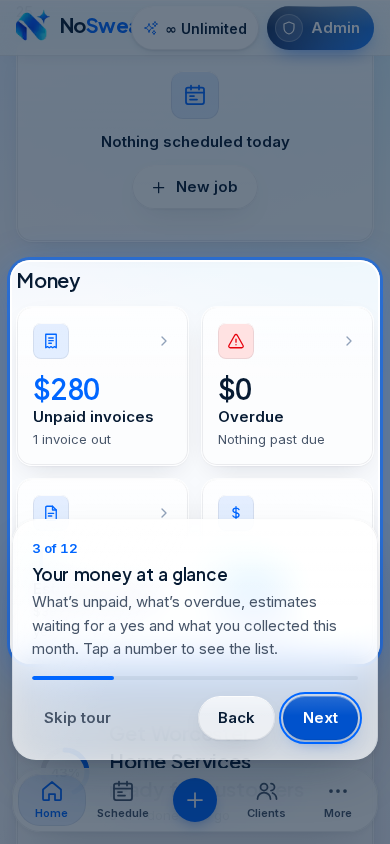 NoSwea
∞ Unlimited
Admin
Nothing scheduled today
+ New job
Money
$280
Unpaid invoices
1 invoice out
$0
Overdue
Nothing past due
$
3 of 12
Your money at a glance
What's unpaid, what's overdue, estimates
waiting for a yes and what you collected this
month. Tap a number to see the list.
Skip tour
Back
Next
Home Services
Home
Schedule
Clients
More